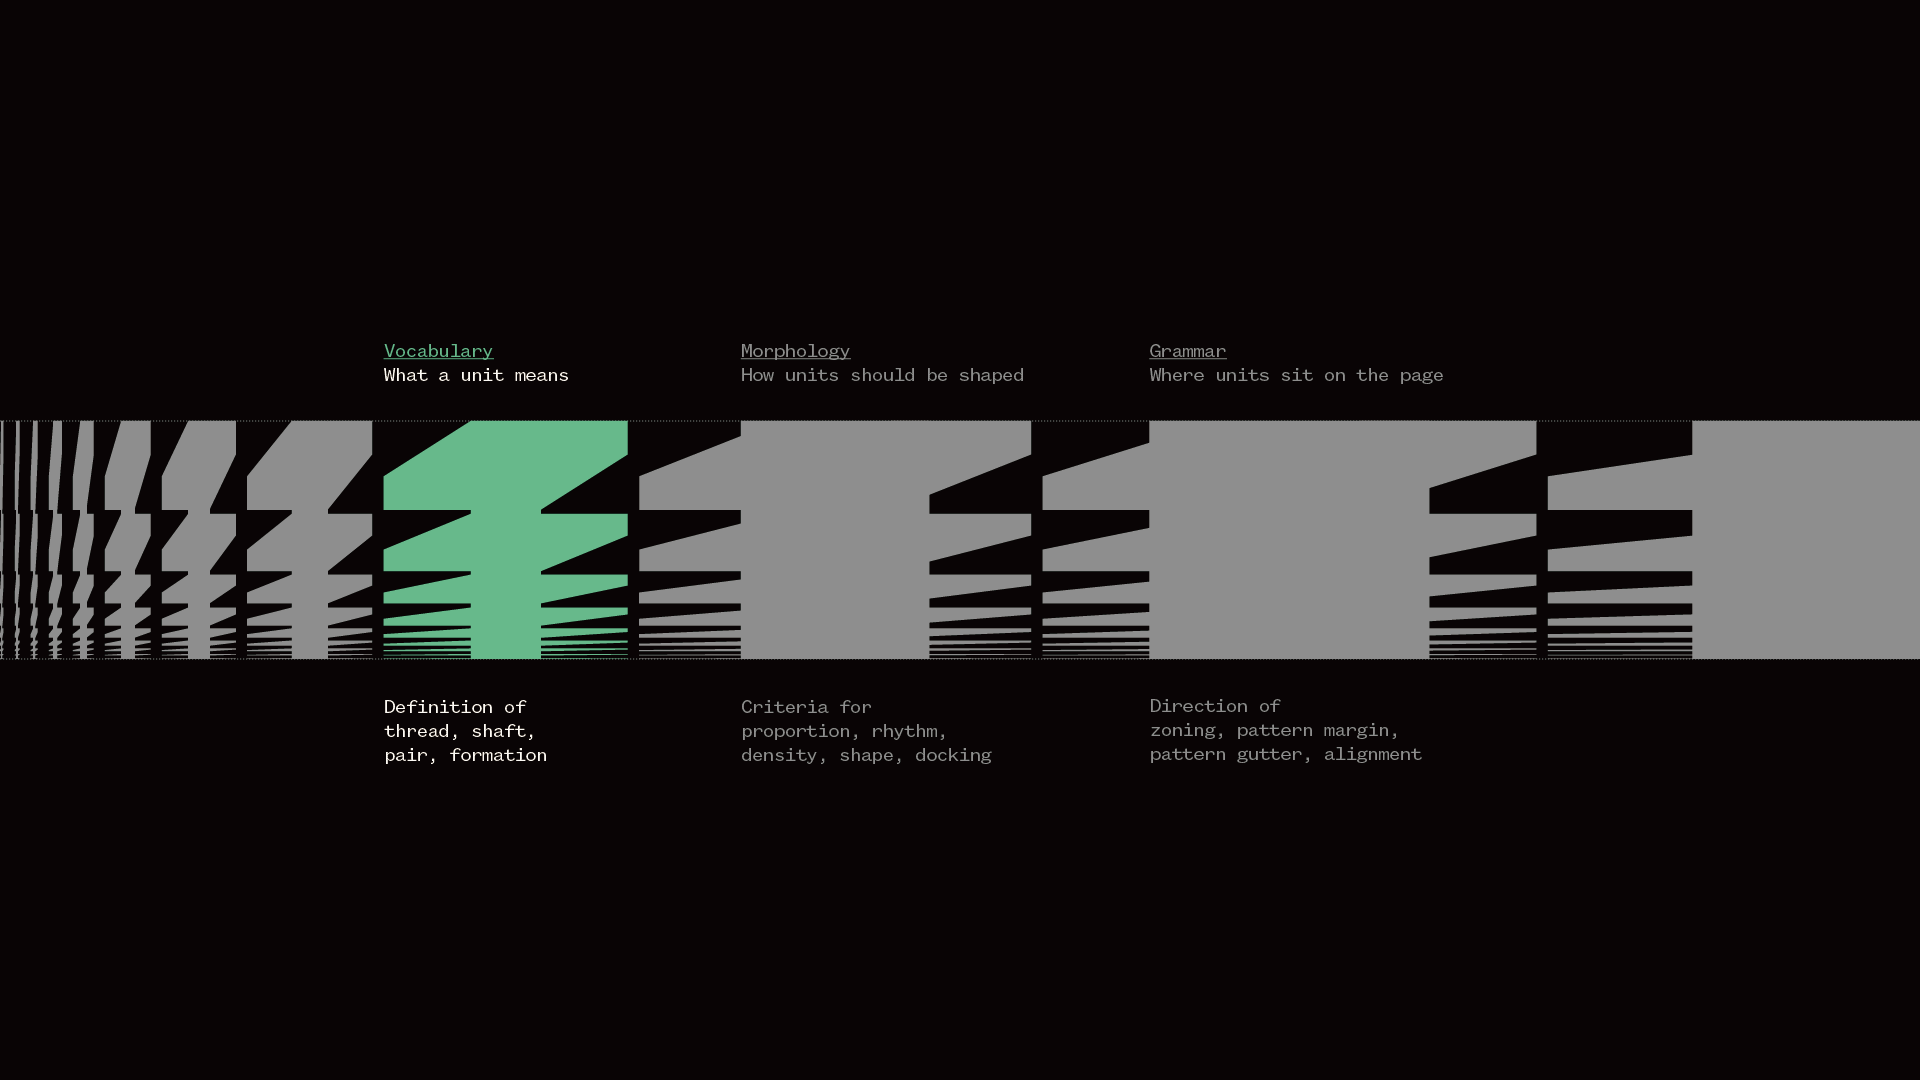 Vocabulary
What a unit means
Morphology
How units should be shaped
Grammar
Where units sit on the page
Definition of
thread, shaft,
pair, formation
Criteria for
proportion, rhythm,
density, shape, docking
Direction of
zoning, pattern margin,
pattern gutter, alignment